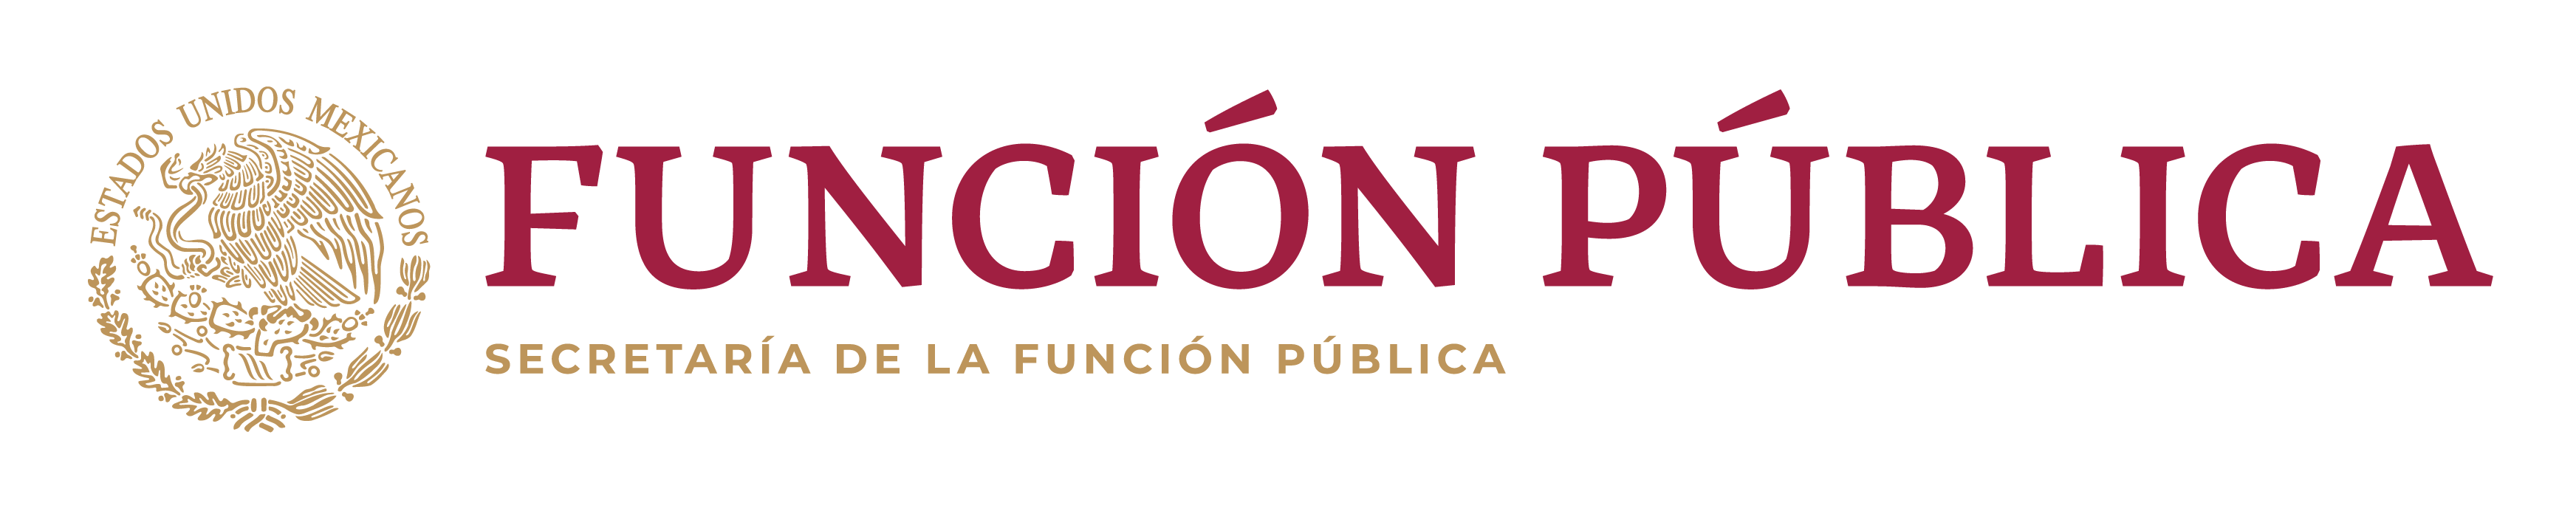 ESTADOS UNIDOS MEXICANOS
FUNCIÓN PÚBLICA
SECRETARÍA DE LA FUNCIÓN PÚBLICA